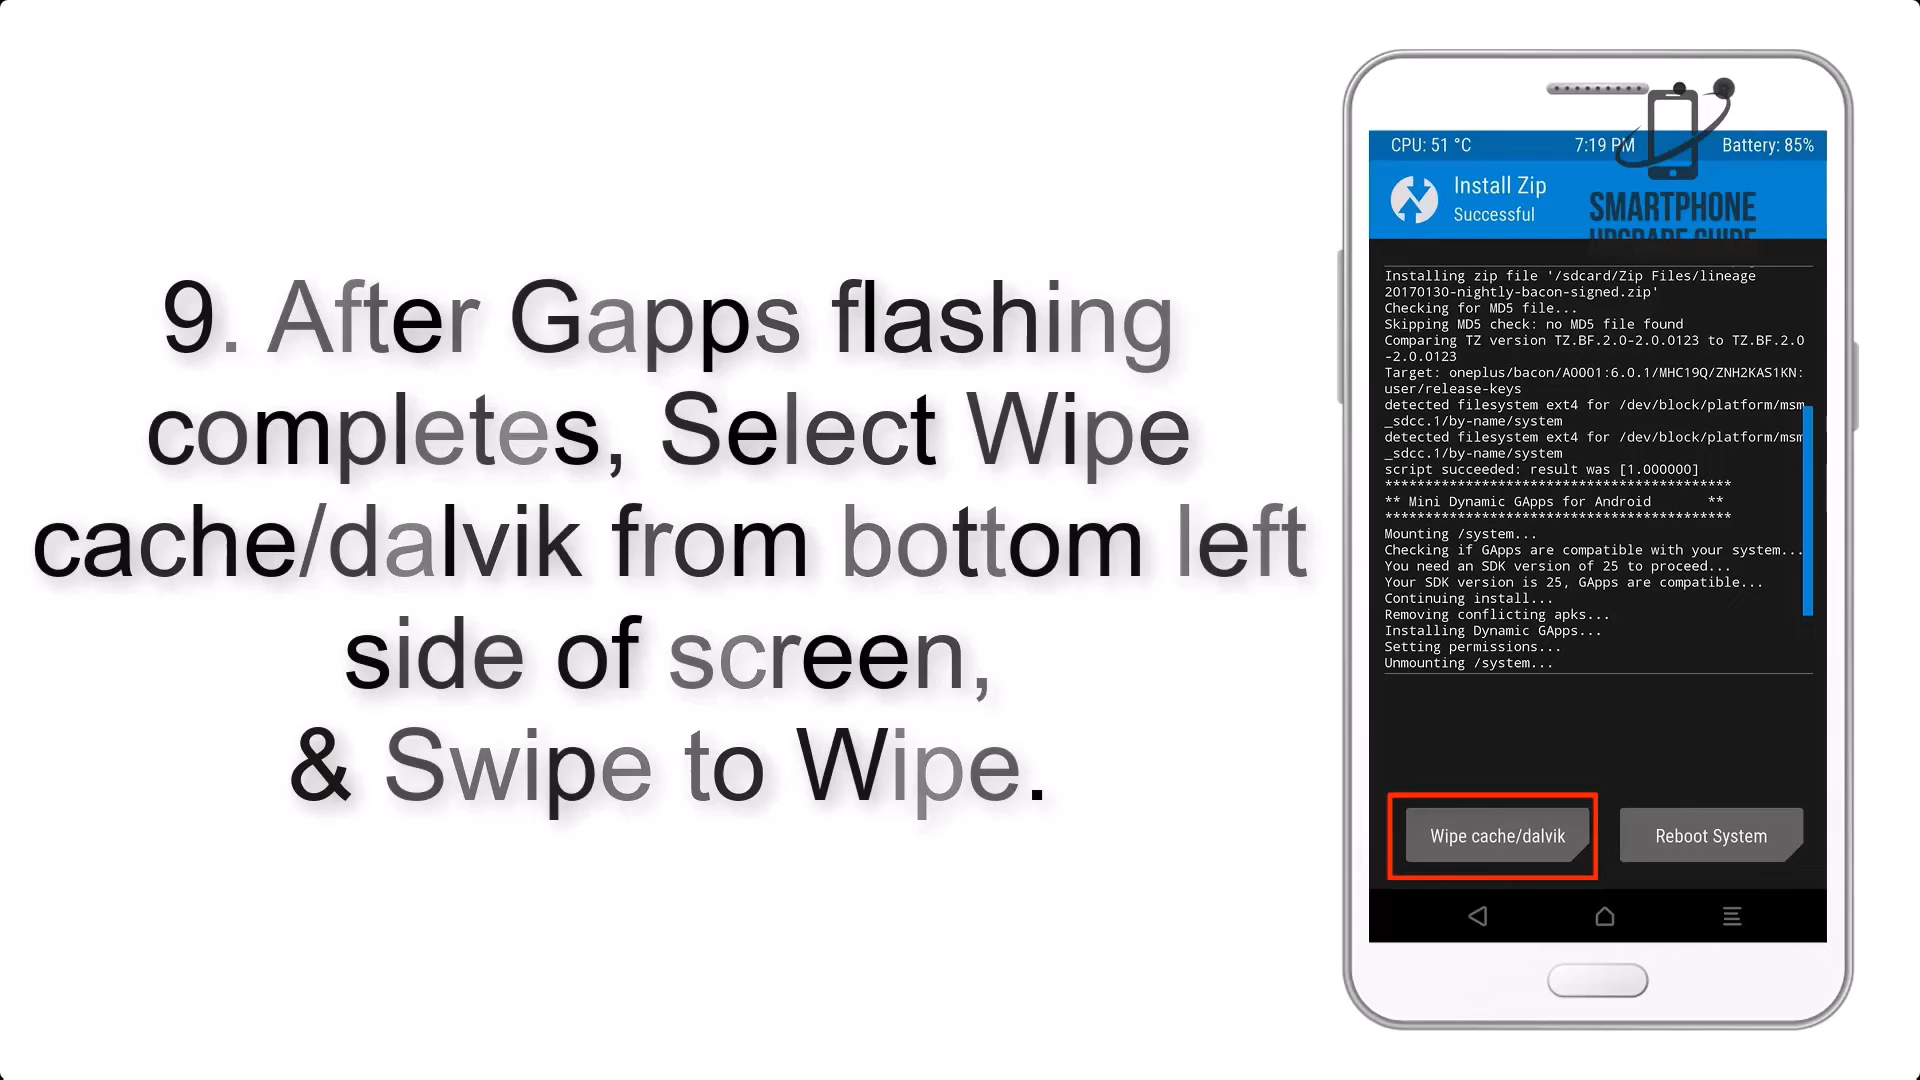 9. After Gapps flashing
completes, Select Wipe
cache/dalvik from bottom left
side of screen,
& Swipe to Wipe.
CPU: 51 °C 7:19 PM Battery: 85%
Install Zip
Successful
SMARTPHONE
UPGRADE GUIDE
Installing zip file '/sdcard/Zip Files/lineage
20170130-nightly-bacon-signed.zip'
Checking for MD5 file...
Skipping MD5 check: no MD5 file found
Comparing TZ version TZ.BF.2.0-2.0.0123 to TZ.BF.2.0
-2.0.0123
Target: oneplus/bacon/A0001:6.0.1/MHC19Q/ZNH2KAS1KN:
user/release-keys
detected filesystem ext4 for /dev/block/platform/msm
_sdcc.1/by-name/system
detected filesystem ext4 for /dev/block/platform/msm
_sdcc.1/by-name/system
script succeeded: result was [1.000000]
*******************************************
** Mini Dynamic GApps for Android **
*******************************************
Mounting /system...
Checking if GApps are compatible with your system...
You need an SDK version of 25 to proceed...
Your SDK version is 25, GApps are compatible...
Continuing install...
Removing conflicting apks...
Installing Dynamic GApps...
Setting permissions...
Unmounting /system...
Wipe cache/dalvik
Reboot System